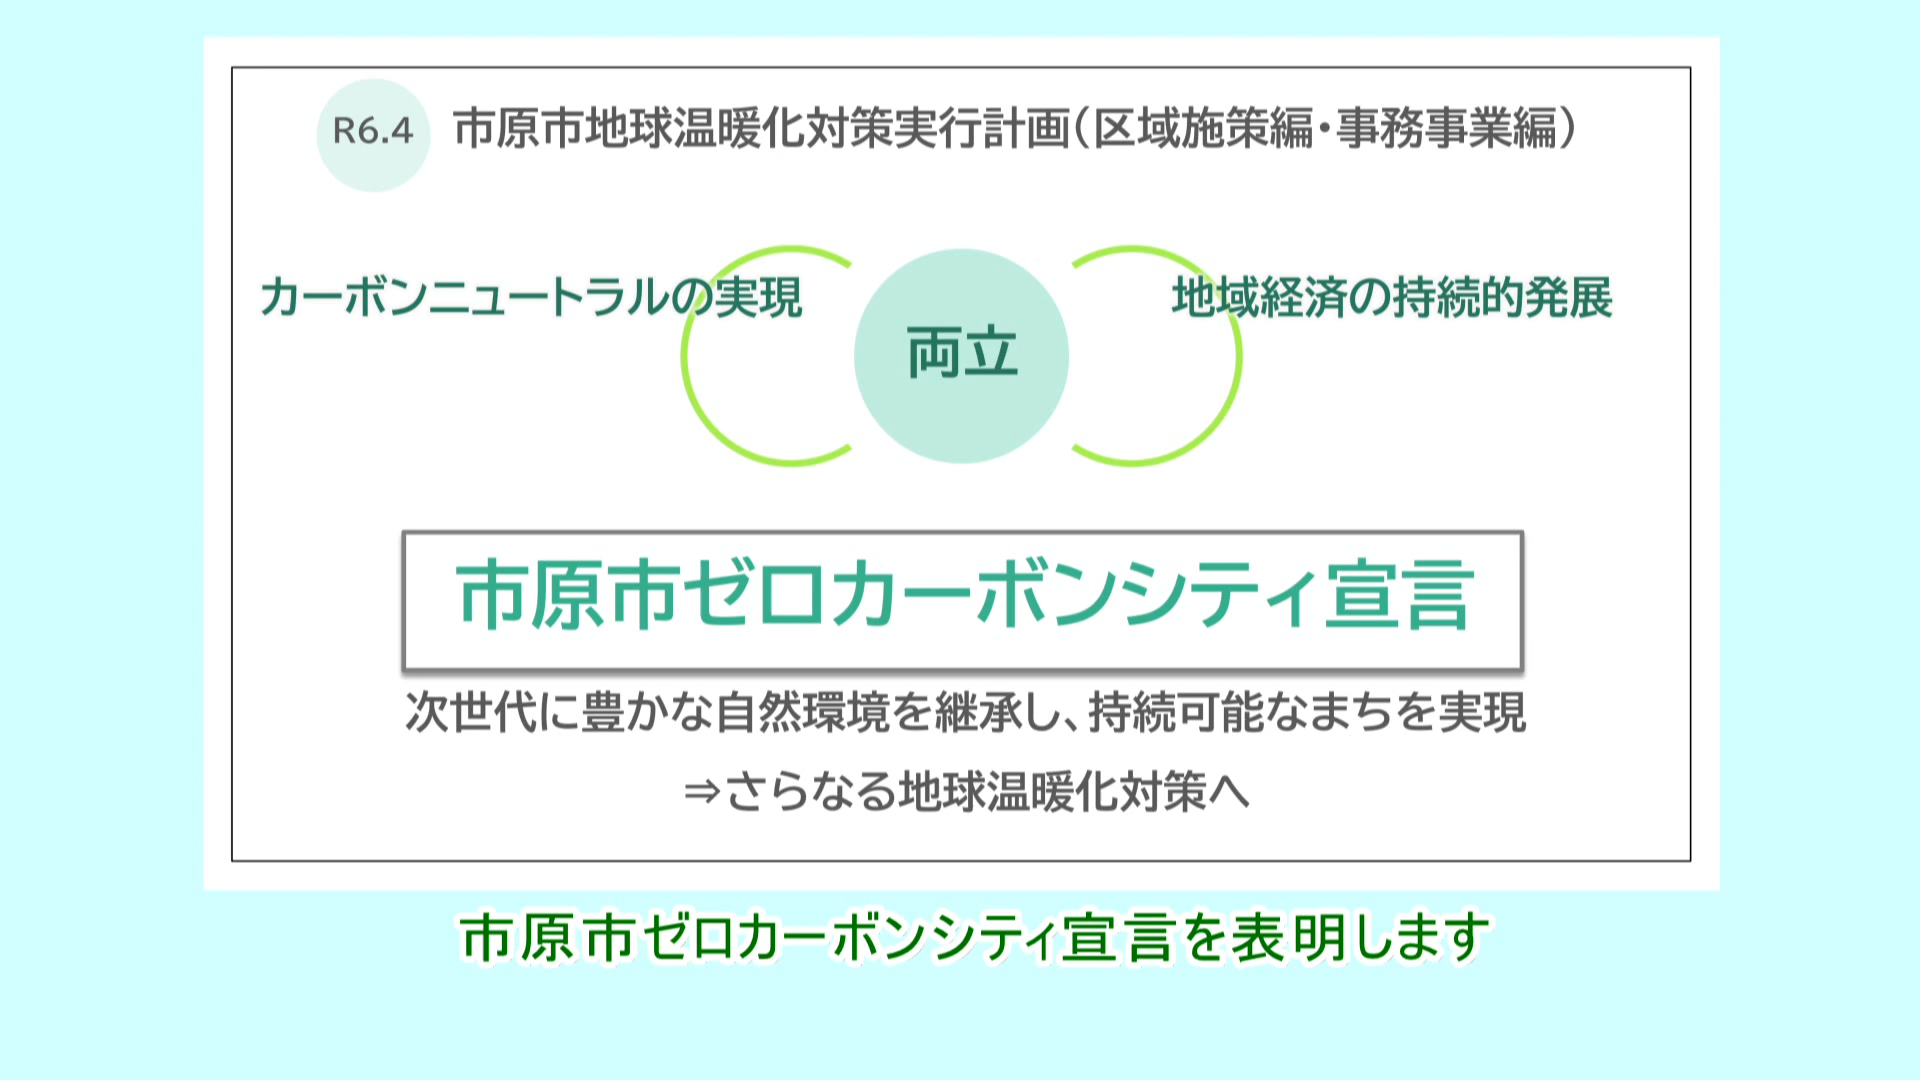 R6.4 市原市地球温暖化対策実行計画（区域施策編・事務事業編）
カーボンニュートラルの実現
両立
地域経済の持続的発展
市原市ゼロカーボンシティ宣言
次世代に豊かな自然環境を継承し、持続可能なまちを実現
⇒さらなる地球温暖化対策へ
市原市ゼロカーボンシティ宣言を表明します